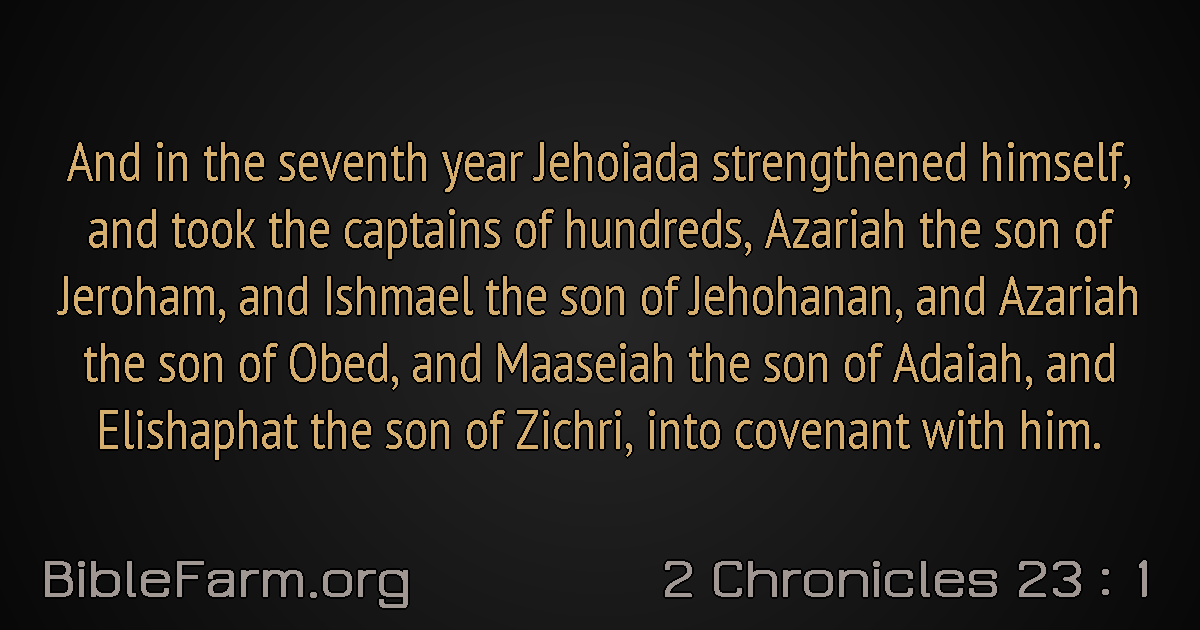 And in the seventh year Jehoiada strengthened himself,
and took the captains of hundreds, Azariah the son of
Jeroham, and Ishmael the son of Jehohanan, and Azariah
the son of Obed, and Maaseiah the son of Adaiah, and
Elishaphat the son of Zichri, into covenant with him.
BibleFarm.org
2 Chronicles 23 : 1